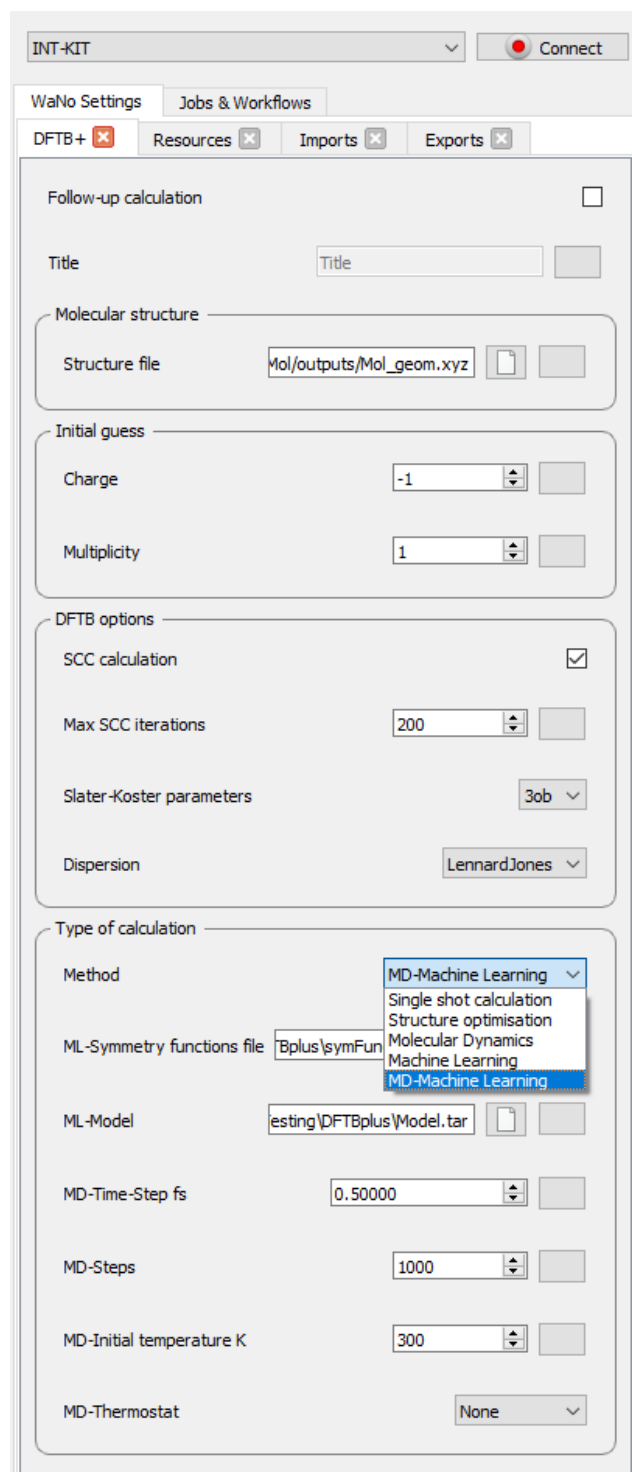 INT-KIT Connect
WaNo Settings Jobs & Workflows
DFTB+ Resources Imports Exports
Follow-up calculation
Title Title
Molecular structure
Structure file Mol/outputs/Mol_geom.xyz
Initial guess
Charge -1
Multiplicity 1
DFTB options
SCC calculation
Max SCC iterations 200
Slater-Koster parameters 3ob
Dispersion LennardJones
Type of calculation
Method MD-Machine Learning
Single shot calculation
Structure optimisation
Molecular Dynamics
Machine Learning
MD-Machine Learning
ML-Symmetry functions file Bplus\symFun
ML-Model esting\DFTBplus\Model.tar
MD-Time-Step fs 0.50000
MD-Steps 1000
MD-Initial temperature K 300
MD-Thermostat None